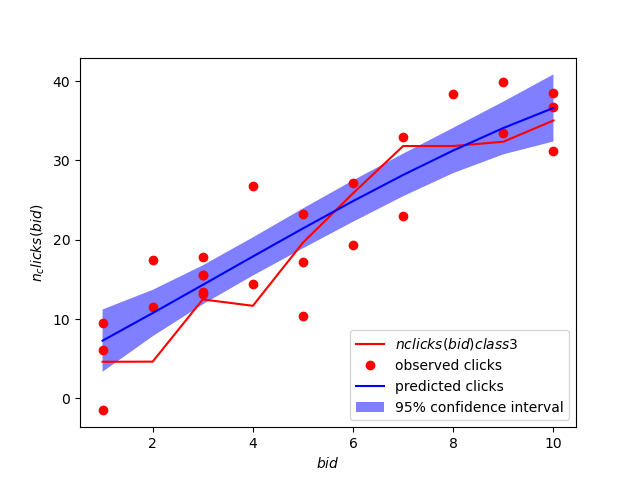 40
30
20
10
0
n_clicks(bid)
nclicks(bid)class3
observed clicks
predicted clicks
95% confidence interval
2 4 6 8 10
bid